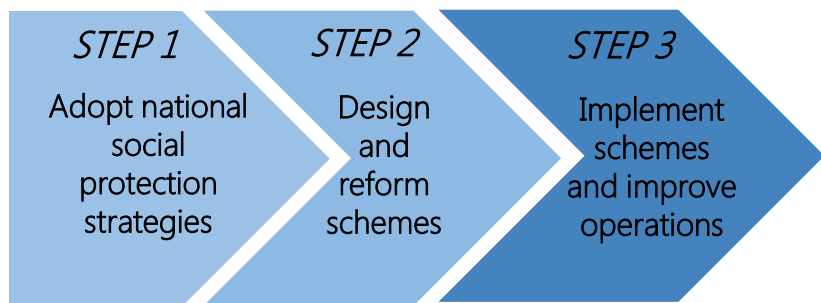 STEP 1
Adopt national
social
protection
strategies
STEP 2
Design
and
reform
schemes
STEP 3
Implement
schemes
and improve
operations